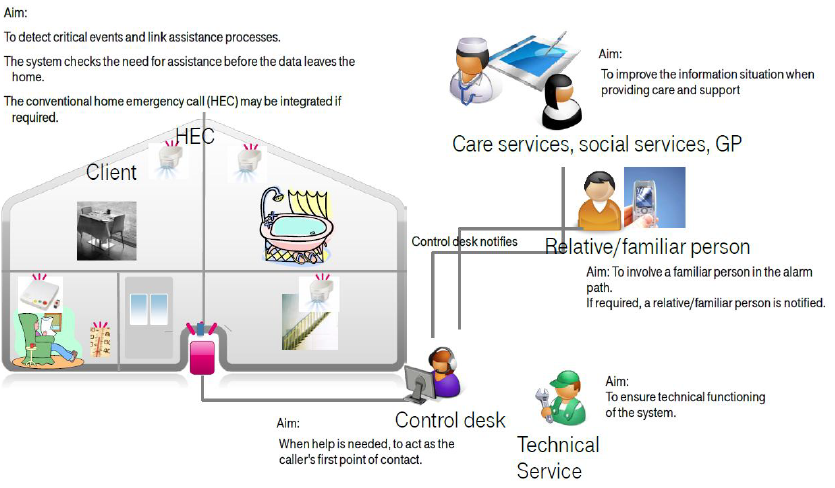 Aim:
To detect critical events and link assistance processes.
The system checks the need for assistance before the data leaves the
home.
The conventional home emergency call (HEC) may be integrated if
required.
HEC
Client
Aim:
To improve the information situation when
providing care and support
Care services, social services, GP
Control desk notifies
Relative/familiar person
Aim: To involve a familiar person in the alarm
path.
If required, a relative/familiar person is notified.
Control desk
Aim:
When help is needed, to act as the
caller's first point of contact.
Aim:
To ensure technical functioning
of the system.
Technical
Service